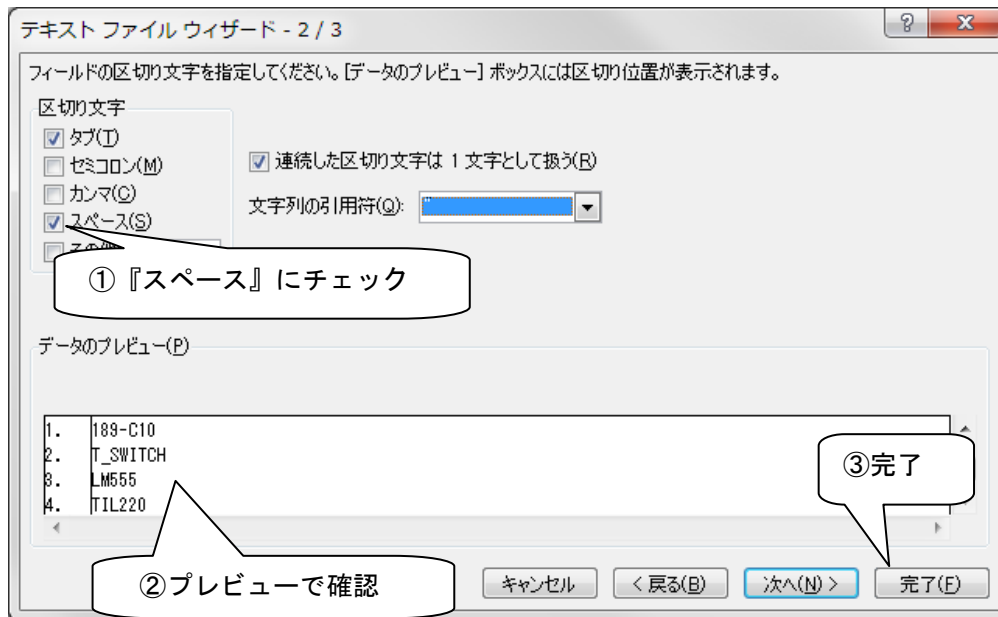 テキスト ファイル ウィザード - 2 / 3
フィールドの区切り文字を指定してください。[データのプレビュー] ボックスには区切り位置が表示されます。
区切り文字
タブ(T)
セミコロン(M)
カンマ(C)
スペース(S)
連続した区切り文字は 1 文字として扱う(R)
文字列の引用符(Q): "
①『スペース』にチェック
データのプレビュー(P)
1. 189-C10
2. T_SWITCH
3. LM555
4. TIL220
③完了
②プレビューで確認
キャンセル
< 戻る(B)
次へ(N) >
完了(F)